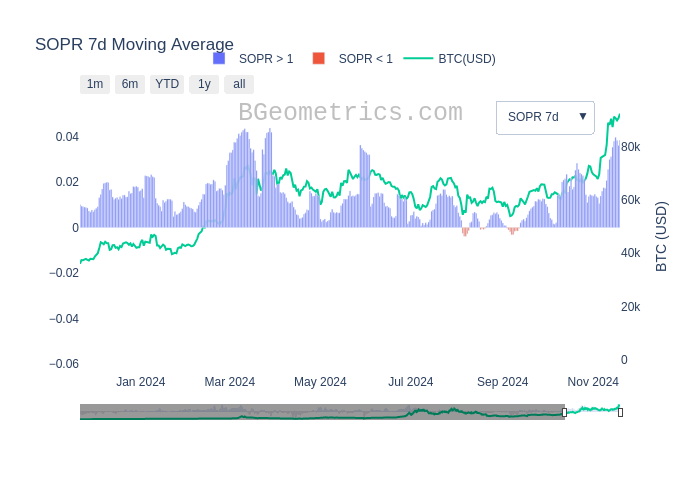 SOPR 7d Moving Average
SOPR > 1
SOPR < 1
BTC(USD)
1m
6m
YTD
1y
all
BGeometrics.com
SOPR 7d ▼
0.04
0.02
0
−0.02
−0.04
−0.06
80k
60k
40k
20k
0
BTC (USD)
Jan 2024
Mar 2024
May 2024
Jul 2024
Sep 2024
Nov 2024